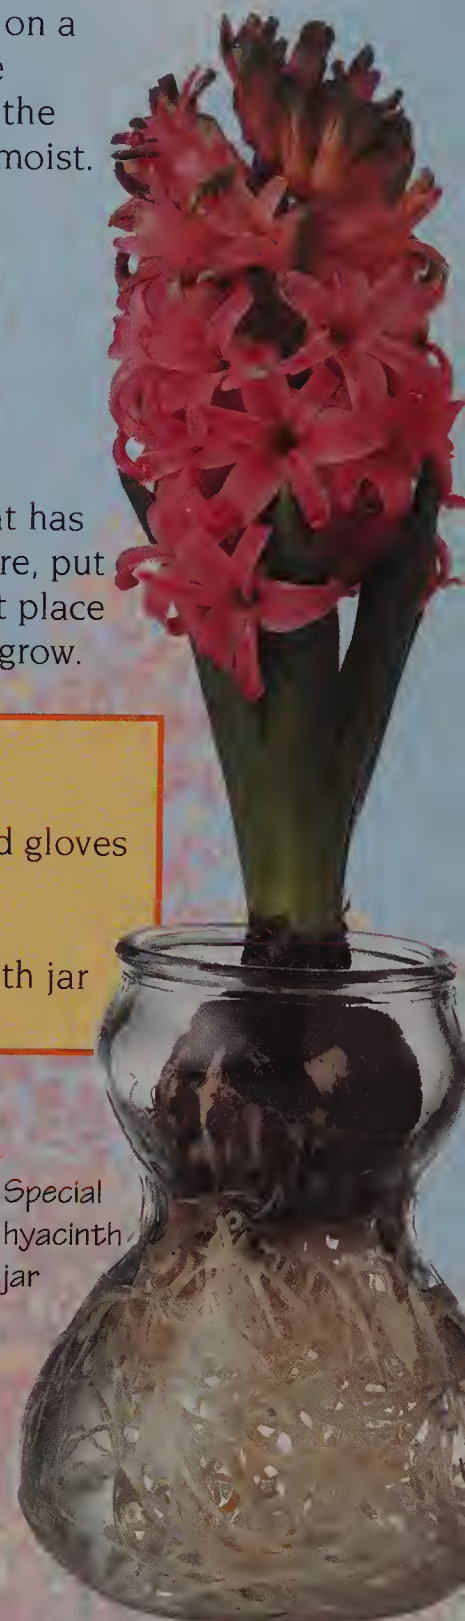 on a
e
the
moist.
t has
re, put
t place
grow.
d gloves
th jar
Special
hyacinth
jar